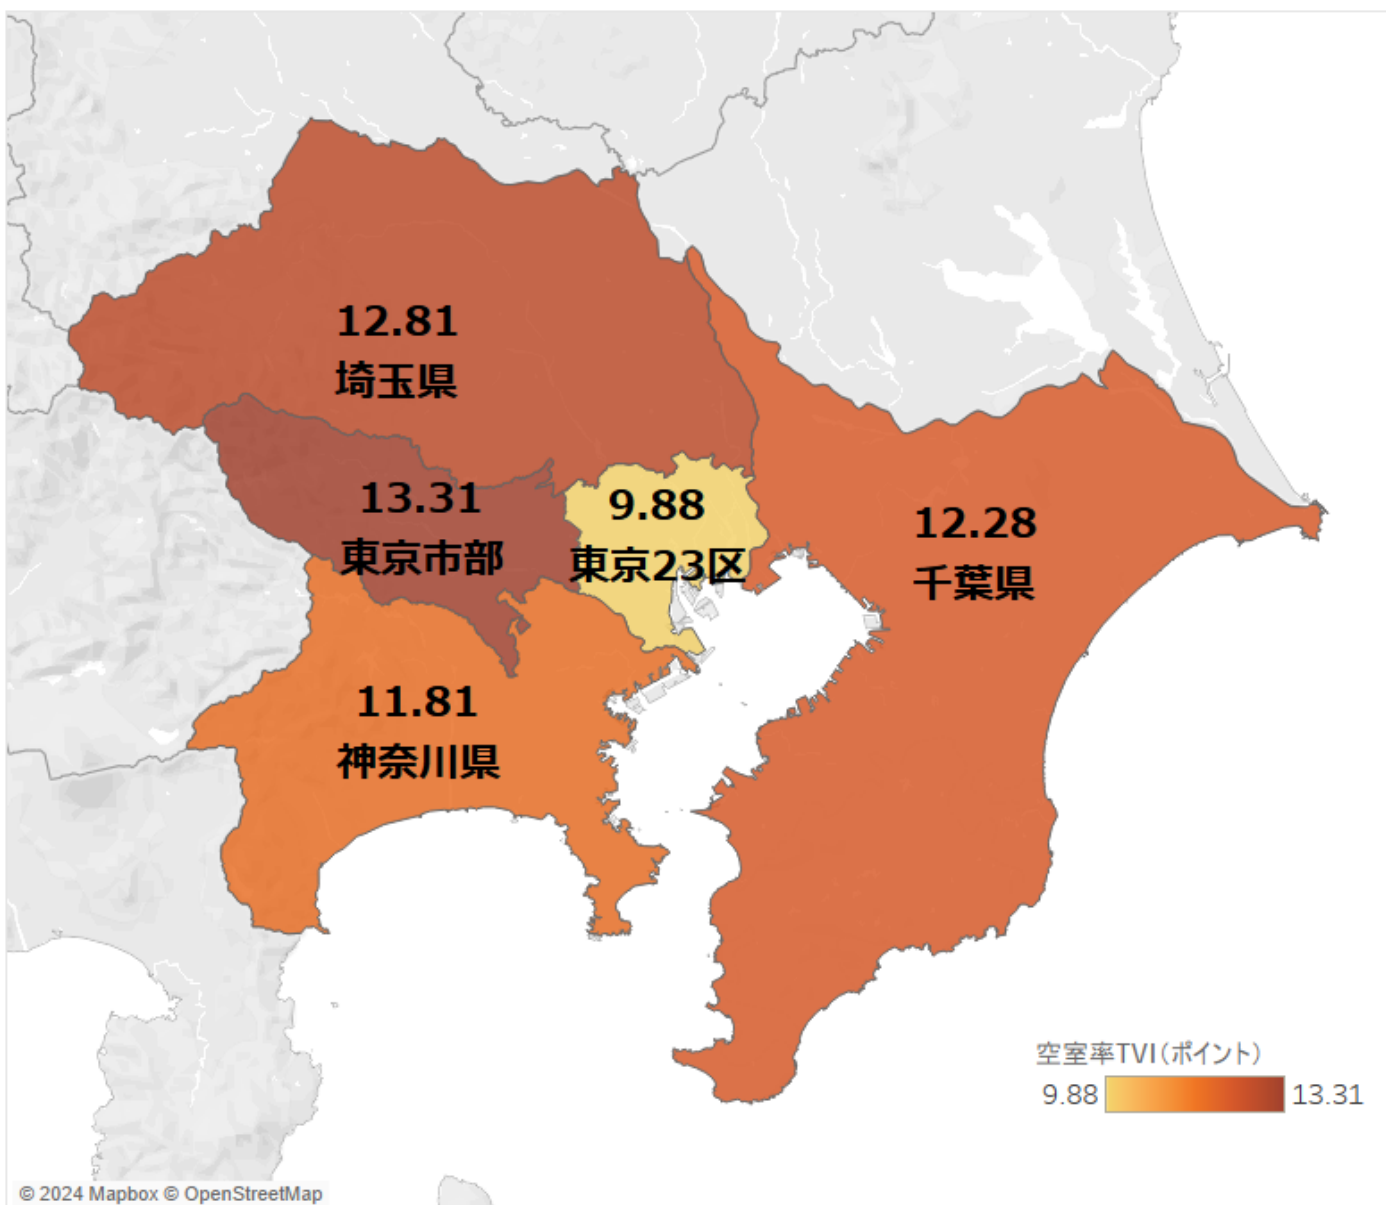 12.81
埼玉県
13.31
東京市部
9.88
東京23区
12.28
千葉県
11.81
神奈川県
空室率TVI(ポイント)
9.88 13.31
© 2024 Mapbox © OpenStreetMap